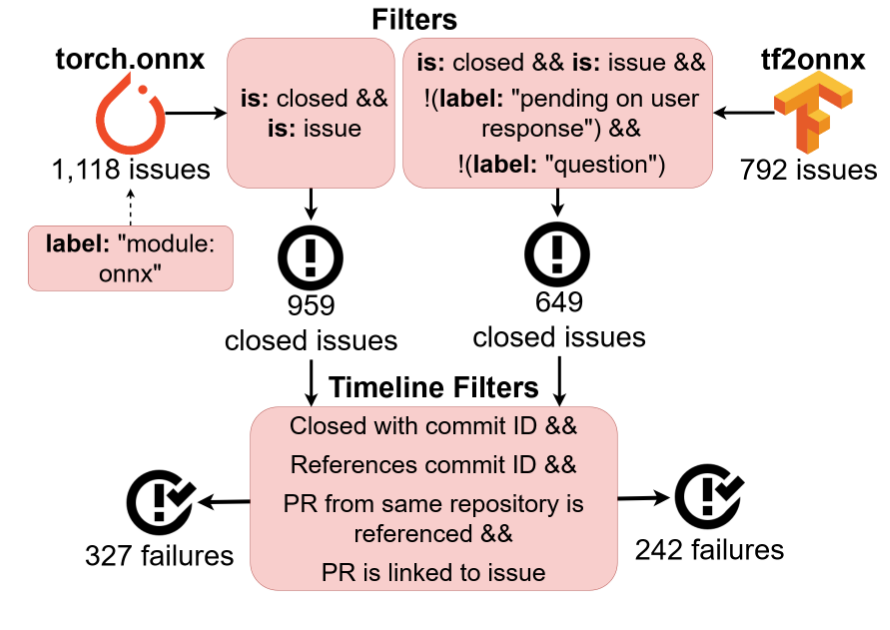 Filters
torch.onnx
1,118 issues
label: "module:
onnx"
is: closed &&
is: issue
is: closed && is: issue &&
!(label: "pending on user
response") &&
!(label: "question")
tf2onnx
792 issues
959
closed issues
649
closed issues
Timeline Filters
Closed with commit ID &&
References commit ID &&
PR from same repository is
referenced &&
PR is linked to issue
327 failures
242 failures